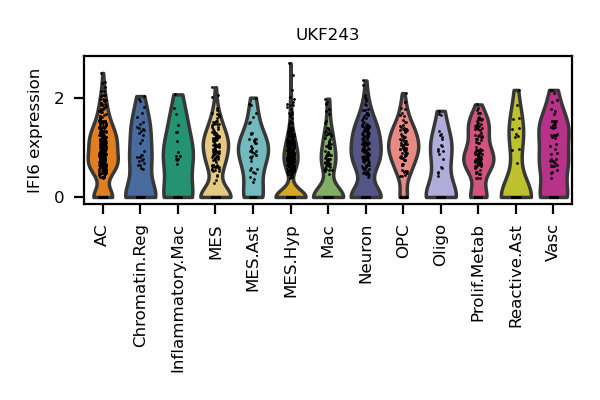 UKF243
IFI6 expression
2
0
AC
Chromatin.Reg
Inflammatory.Mac
MES
MES.Ast
MES.Hyp
Mac
Neuron
OPC
Oligo
Prolif.Metab
Reactive.Ast
Vasc